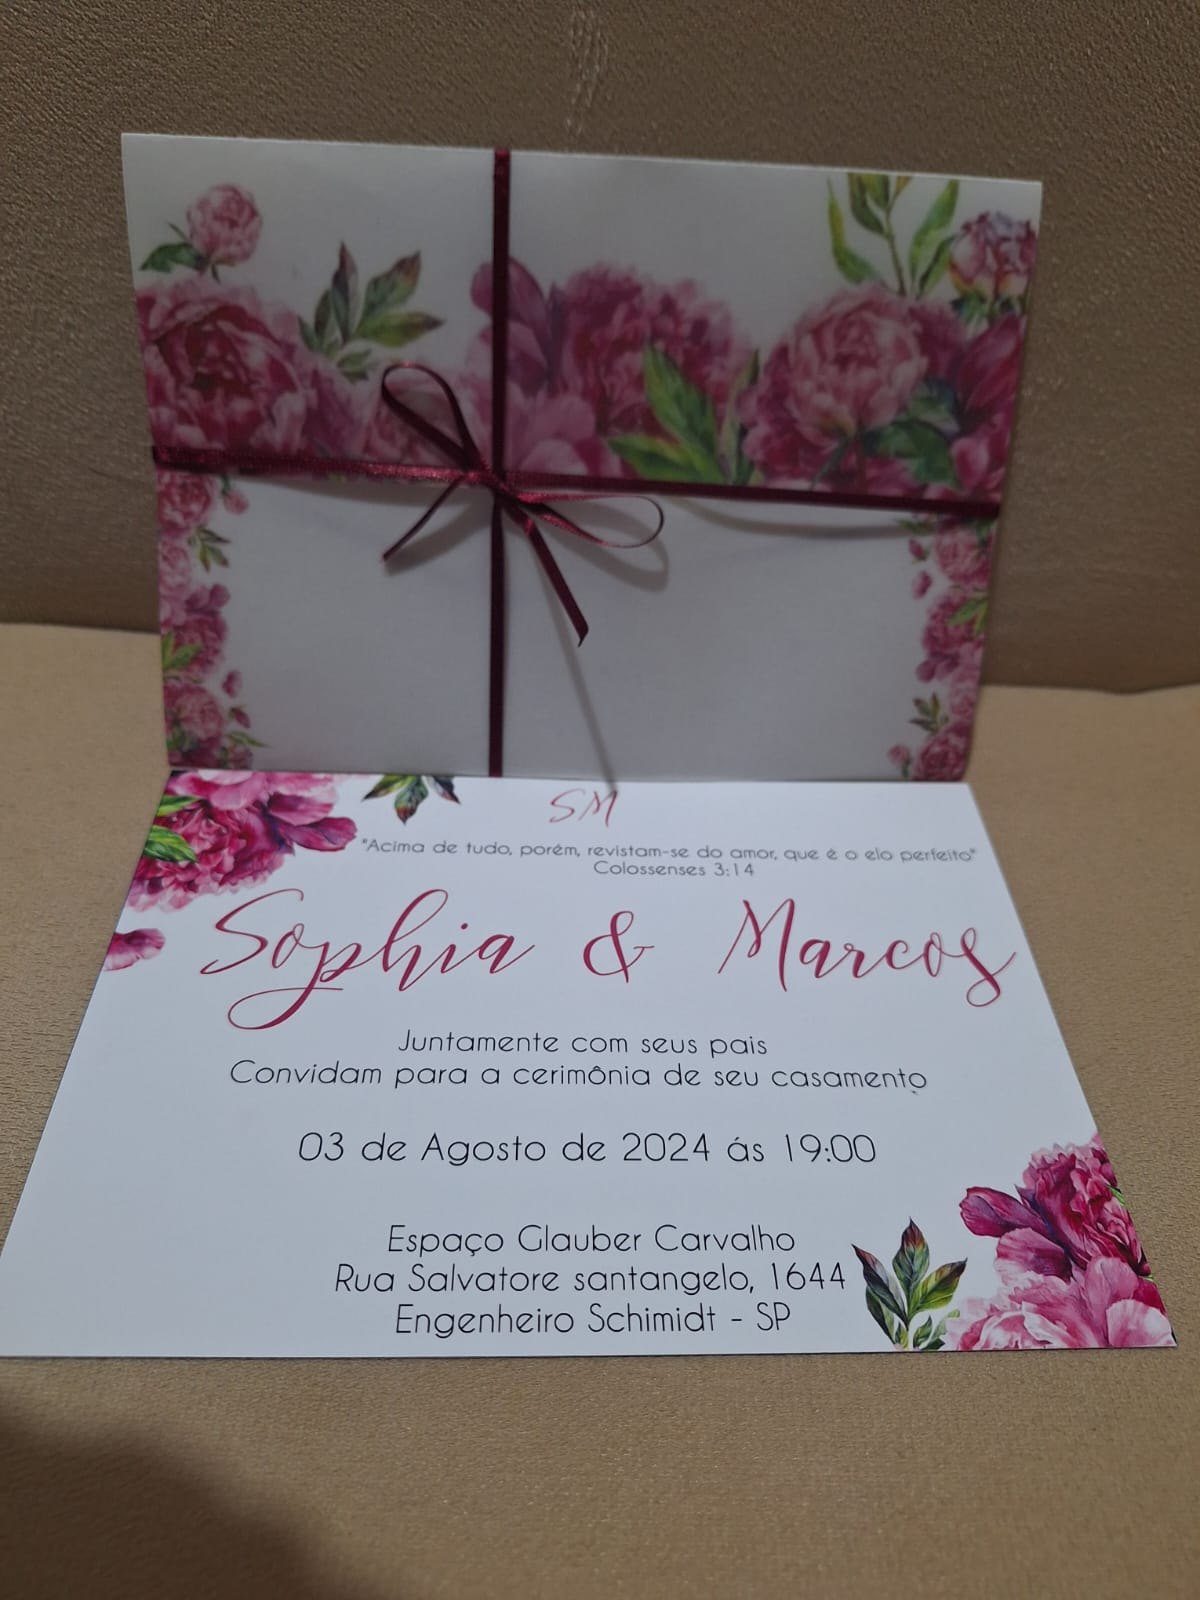 SM
"Acima de tudo, porém, revistam-se do amor, que é o elo perfeito"
Colossenses 3:14
Sophia & Marcos
Juntamente com seus pais
Convidam para a cerimônia de seu casamento
03 de Agosto de 2024 ás 19:00
Espaço Glauber Carvalho
Rua Salvatore santangelo, 1644
Engenheiro Schimidt - SP